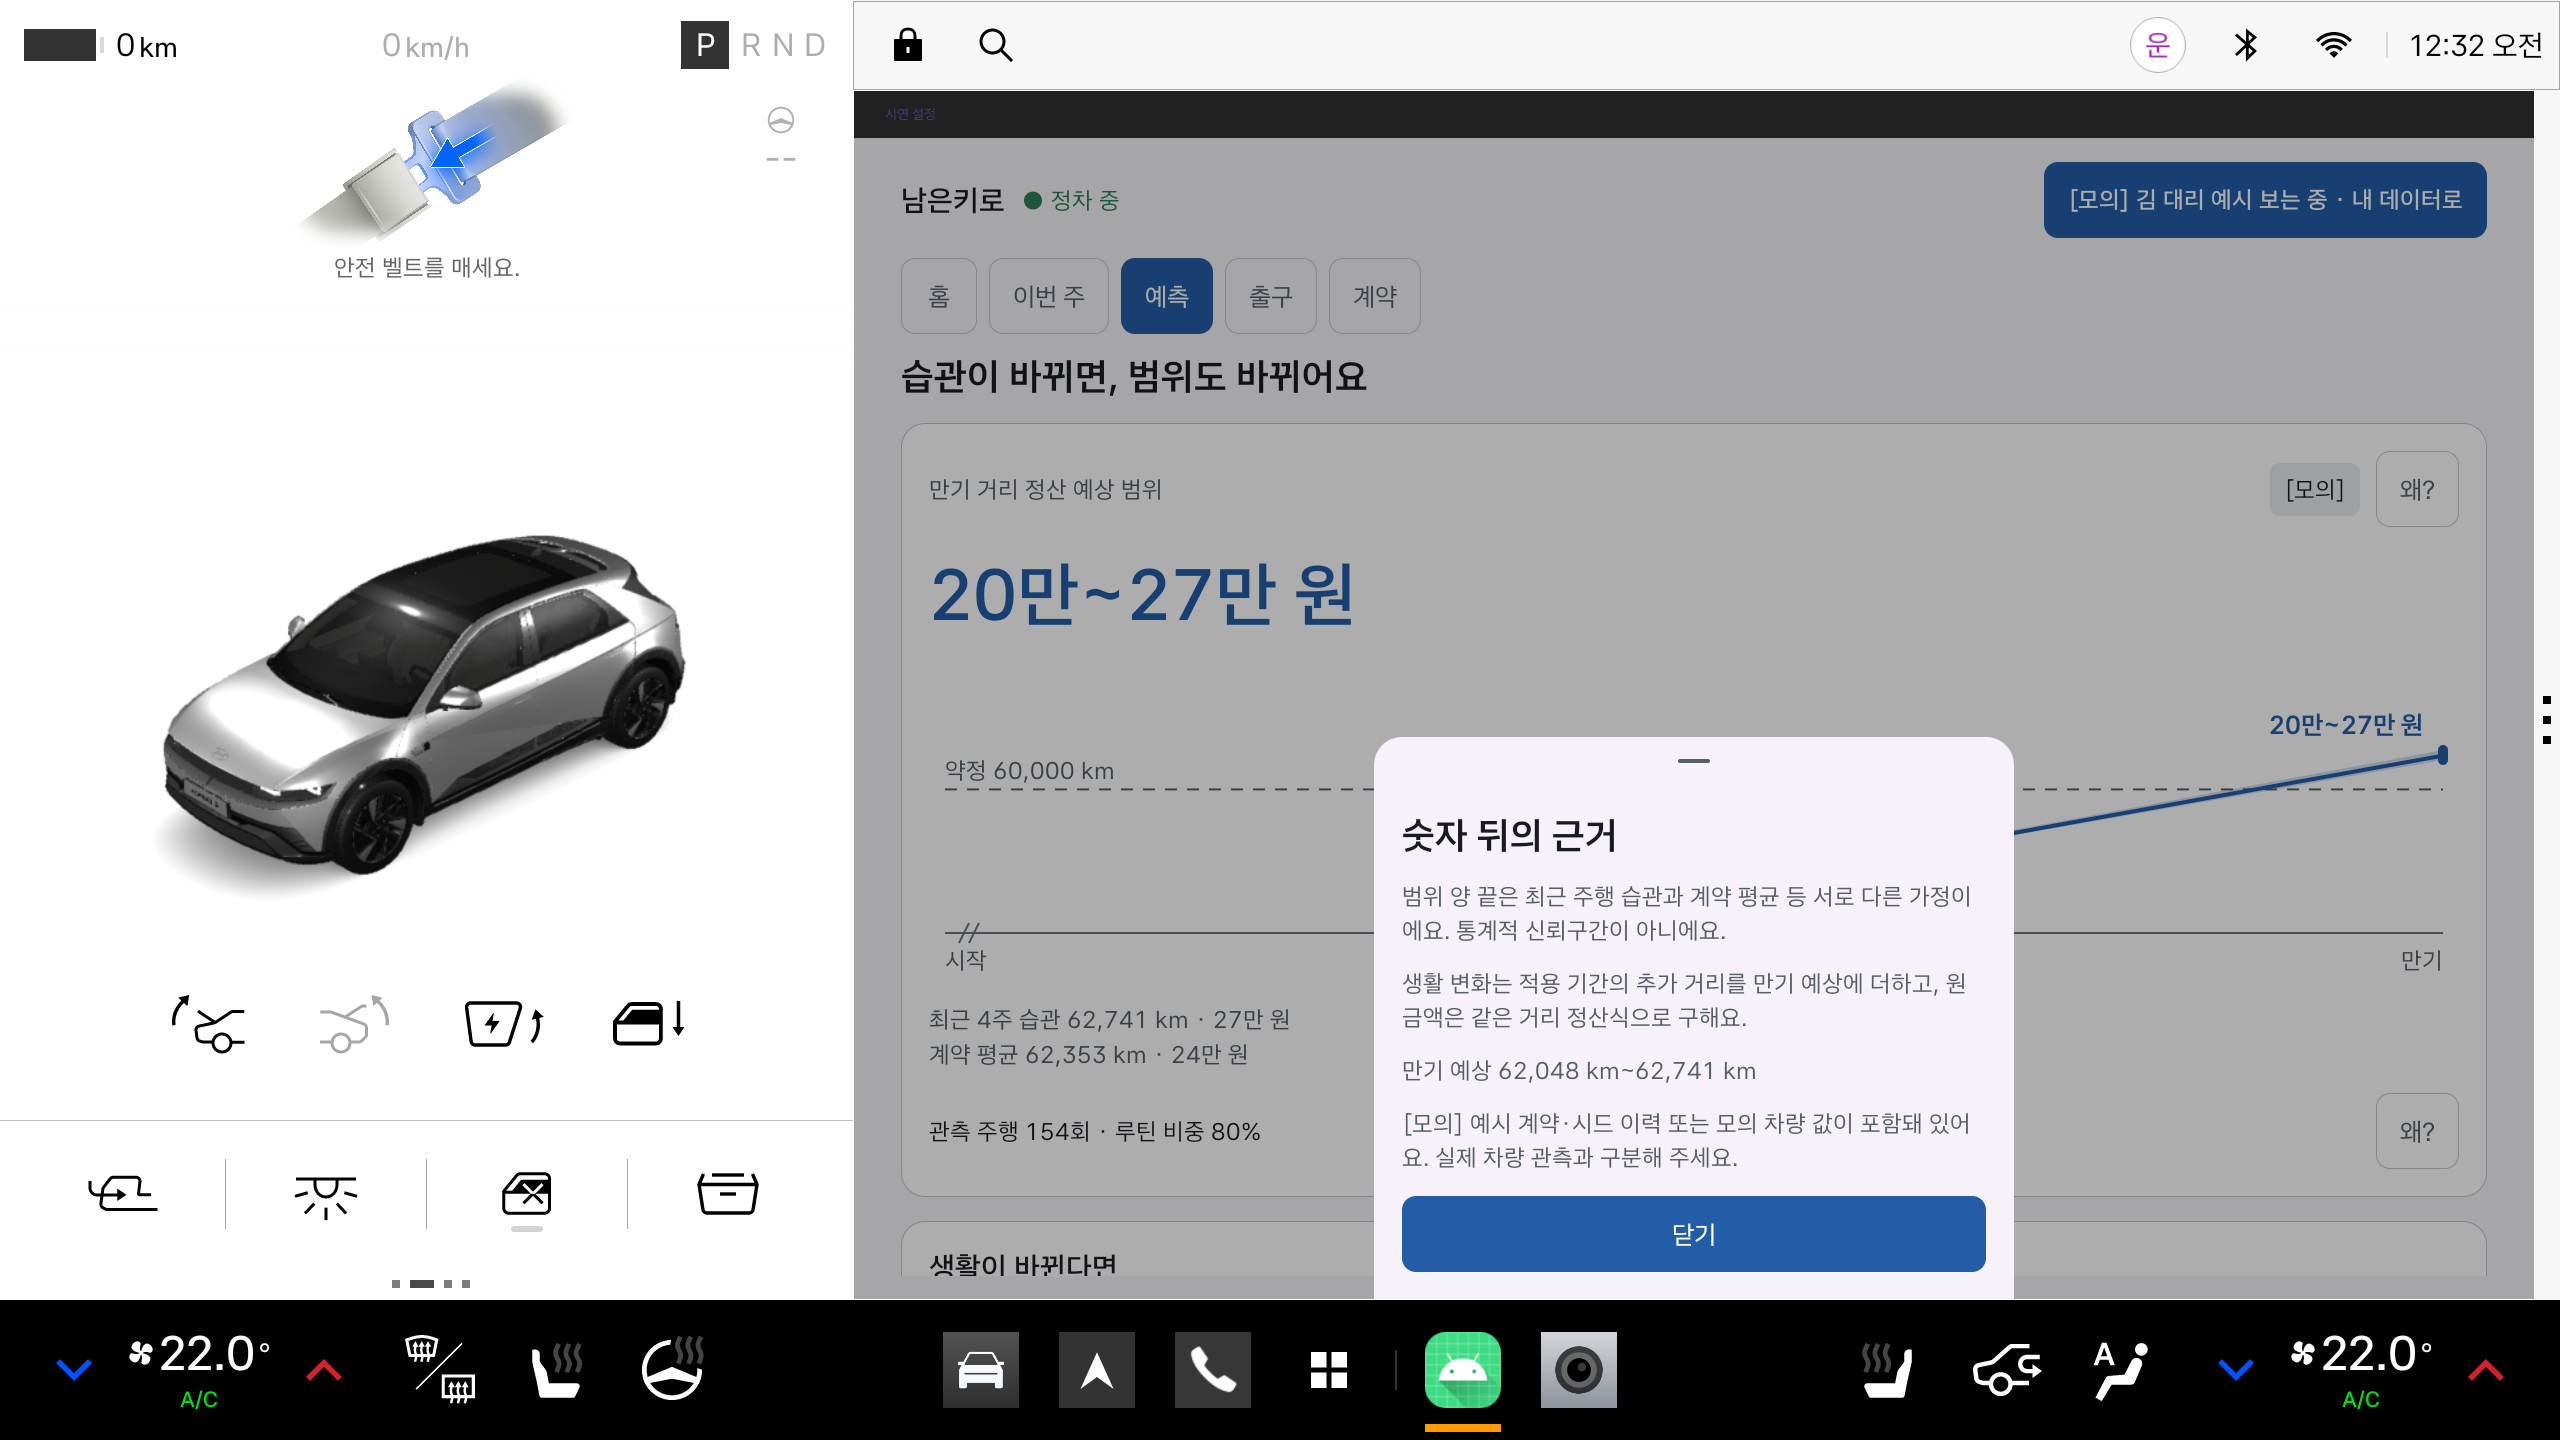 0 km
0 km/h
P R N D
안전 벨트를 매세요.
운
12:32 오전
시연 설정
남은키로
정차 중
[모의] 김 대리 예시 보는 중 · 내 데이터로
홈
이번 주
예측
출구
계약
습관이 바뀌면, 범위도 바뀌어요
만기 거리 정산 예상 범위
[모의]
왜?
20만~27만 원
20만~27만 원
약정 60,000 km
시작
만기
최근 4주 습관 62,741 km · 27만 원
계약 평균 62,353 km · 24만 원
관측 주행 154회 · 루틴 비중 80%
왜?
생활이 바뀐다면
숫자 뒤의 근거
범위 양 끝은 최근 주행 습관과 계약 평균 등 서로 다른 가정이
에요. 통계적 신뢰구간이 아니에요.
생활 변화는 적용 기간의 추가 거리를 만기 예상에 더하고, 원
금액은 같은 거리 정산식으로 구해요.
만기 예상 62,048 km~62,741 km
[모의] 예시 계약·시드 이력 또는 모의 차량 값이 포함돼 있어
요. 실제 차량 관측과 구분해 주세요.
닫기
22.0°
A/C
A
22.0°
A/C